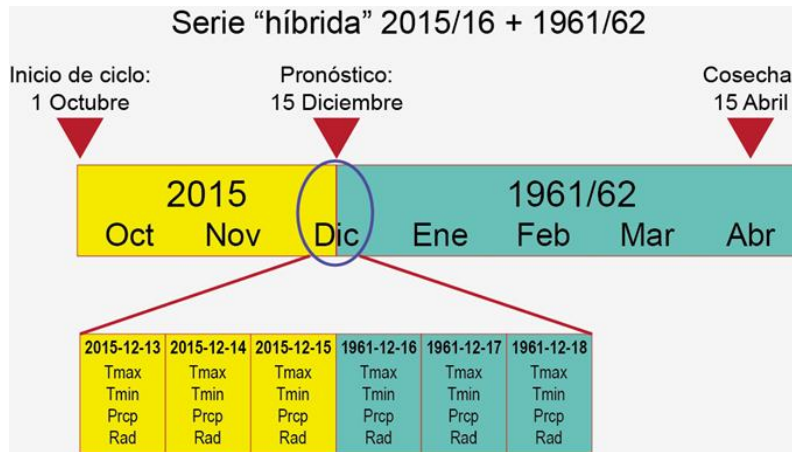 Serie “híbrida” 2015/16 + 1961/62
Inicio de ciclo:
1 Octubre
Pronóstico:
15 Diciembre
Cosecha
15 Abril
2015
1961/62
Oct Nov Dic Ene Feb Mar Abr
2015-12-13 2015-12-14 2015-12-15 1961-12-16 1961-12-17 1961-12-18
Tmax Tmax Tmax Tmax Tmax Tmax
Tmin Tmin Tmin Tmin Tmin Tmin
Prcp Prcp Prcp Prcp Prcp Prcp
Rad Rad Rad Rad Rad Rad